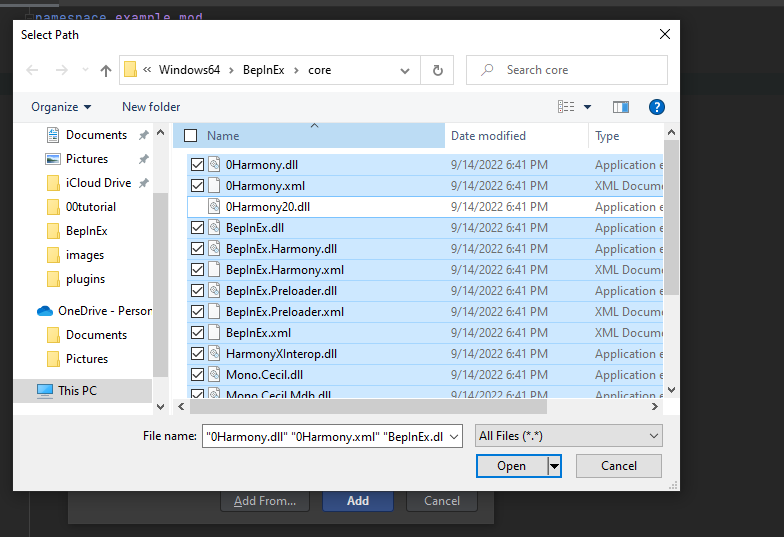 namespace example_mod
Select Path
« Windows64 > BepInEx > core
Search core
Organize
New folder
?
Name
Date modified
Type
Documents
Pictures
iCloud Drive
00tutorial
BepInEx
images
plugins
OneDrive - Person
Documents
Pictures
This PC
0Harmony.dll 9/14/2022 6:41 PM Application e
0Harmony.xml 9/14/2022 6:41 PM XML Docume
0Harmony20.dll 9/14/2022 6:41 PM Application e
BepInEx.dll 9/14/2022 6:41 PM Application e
BepInEx.Harmony.dll 9/14/2022 6:41 PM Application e
BepInEx.Harmony.xml 9/14/2022 6:41 PM XML Docume
BepInEx.Preloader.dll 9/14/2022 6:41 PM Application e
BepInEx.Preloader.xml 9/14/2022 6:41 PM XML Docume
BepInEx.xml 9/14/2022 6:41 PM XML Docume
HarmonyXInterop.dll 9/14/2022 6:41 PM Application e
Mono.Cecil.dll 9/14/2022 6:41 PM Application e
Mono.Cecil.Mdb.dll 9/14/2022 6:41 PM Application e
File name: "0Harmony.dll" "0Harmony.xml" "BepInEx.dl
All Files (*.*)
Open
Cancel
Add From...
Add
Cancel